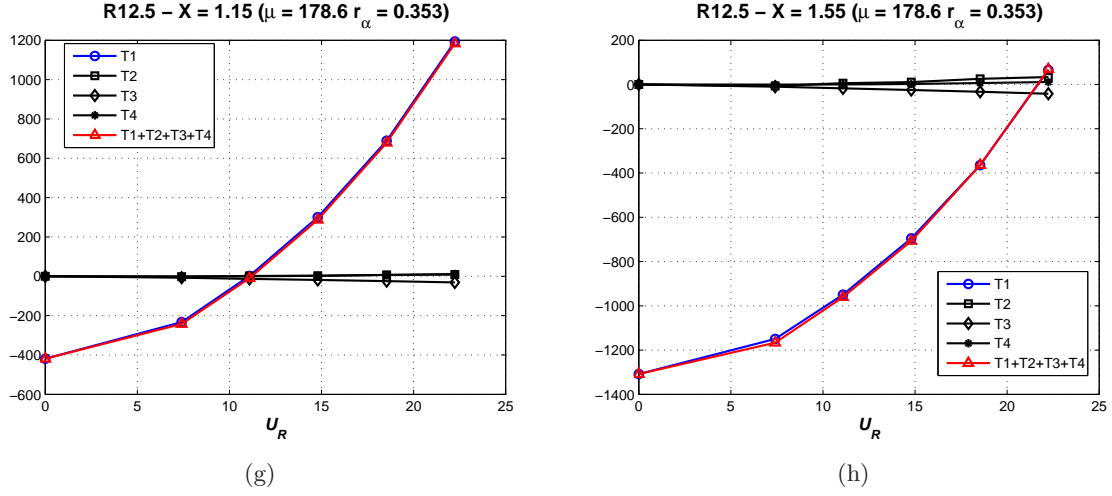 R12.5 − X = 1.15 (μ = 178.6 r_α = 0.353)
1200
1000
800
600
400
200
0
−200
−400
−600
0 5 10 15 20 25
U_R
T1
T2
T3
T4
T1+T2+T3+T4
(g)
R12.5 − X = 1.55 (μ = 178.6 r_α = 0.353)
200
0
−200
−400
−600
−800
−1000
−1200
−1400
0 5 10 15 20 25
U_R
T1
T2
T3
T4
T1+T2+T3+T4
(h)